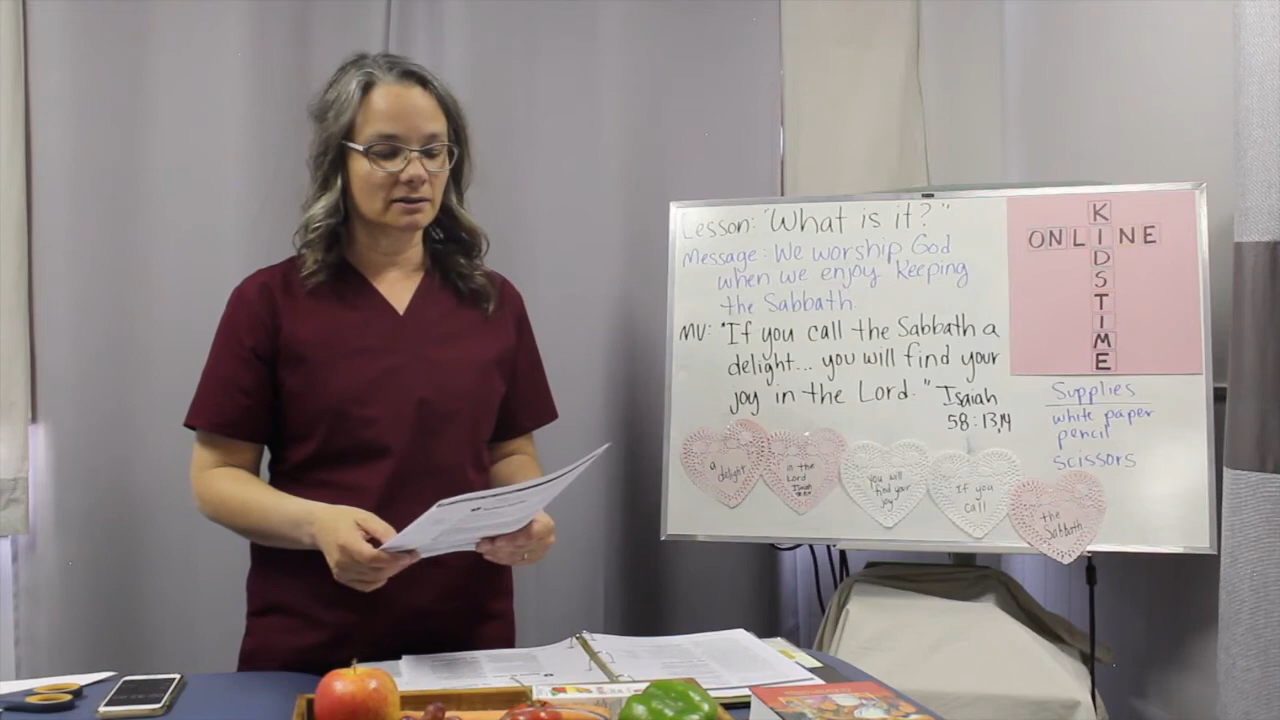 Lesson: "What is it?"
Message: We worship God
when we enjoy Keeping
the Sabbath.
MV: "If you call the Sabbath a
delight... you will find your
joy in the Lord." Isaiah
58:13,14
KIDSTIME
ONLINE
Supplies
white paper
pencil
scissors
a
delight
in the
Lord
Isaiah
you will
find your
joy
If you
call
the
Sabbath